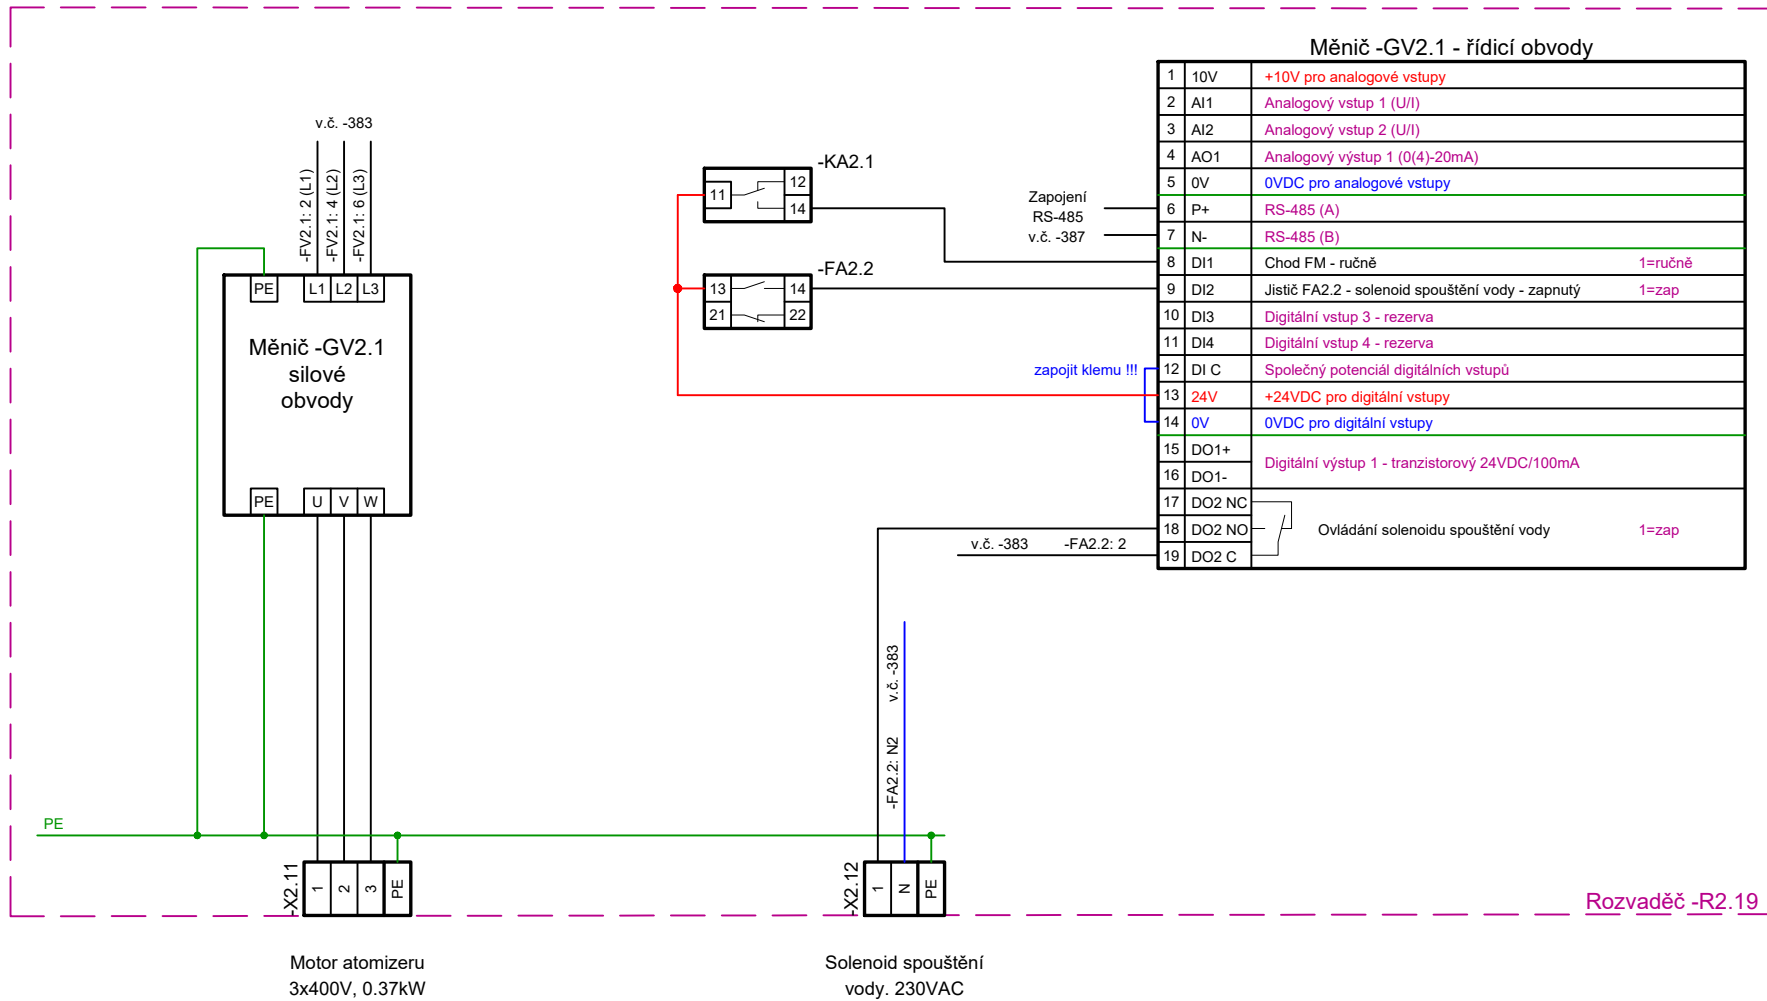 Měnič -GV2.1 - řídicí obvody
1 10V +10V pro analogové vstupy
2 AI1 Analogový vstup 1 (U/I)
3 AI2 Analogový vstup 2 (U/I)
4 AO1 Analogový výstup 1 (0(4)-20mA)
5 0V 0VDC pro analogové vstupy
6 P+ RS-485 (A)
7 N- RS-485 (B)
8 DI1 Chod FM - ručně 1=ručně
9 DI2 Jistič FA2.2 - solenoid spouštění vody - zapnutý 1=zap
10 DI3 Digitální vstup 3 - rezerva
11 DI4 Digitální vstup 4 - rezerva
12 DI C Společný potenciál digitálních vstupů
13 24V +24VDC pro digitální vstupy
14 0V 0VDC pro digitální vstupy
15 DO1+
Digitální výstup 1 - tranzistorový 24VDC/100mA
16 DO1-
17 DO2 NC
18 DO2 NO Ovládání solenoidu spouštění vody 1=zap
19 DO2 C
Zapojení
RS-485
v.č. -387
zapojit klemu !!!
v.č. -383 -FA2.2: 2
-KA2.1
11 12
14
-FA2.2
13 14
21 22
v.č. -383
-FV2.1: 2 (L1)
-FV2.1: 4 (L2)
-FV2.1: 6 (L3)
PE L1 L2 L3
Měnič -GV2.1
silové
obvody
PE U V W
PE
-X2.11
1 2 3 PE
-FA2.2: N2 v.č. -383
-X2.12
1 N PE
Rozvaděč -R2.19
Motor atomizeru
3x400V, 0.37kW
Solenoid spouštění
vody. 230VAC